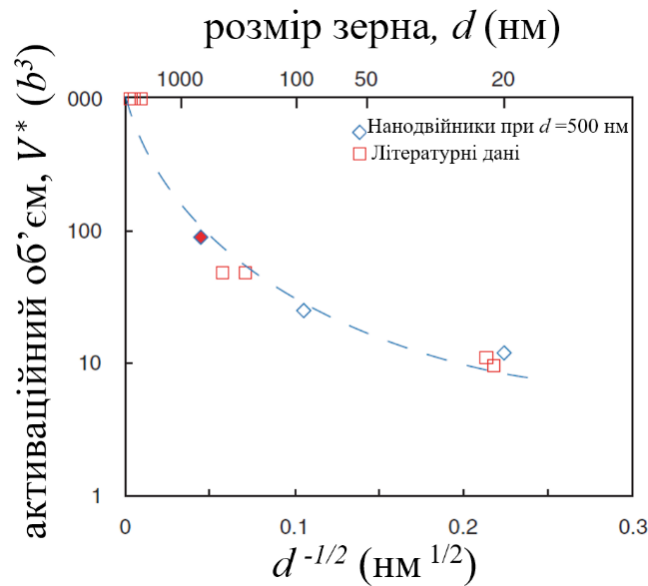 розмір зерна, d (нм)
1000 100 50 20
активаційний об’єм, V* (b³)
000
100
10
1
Нанодвійники при d =500 нм
Літературні дані
0 0.1 0.2 0.3
d -1/2 (нм 1/2)